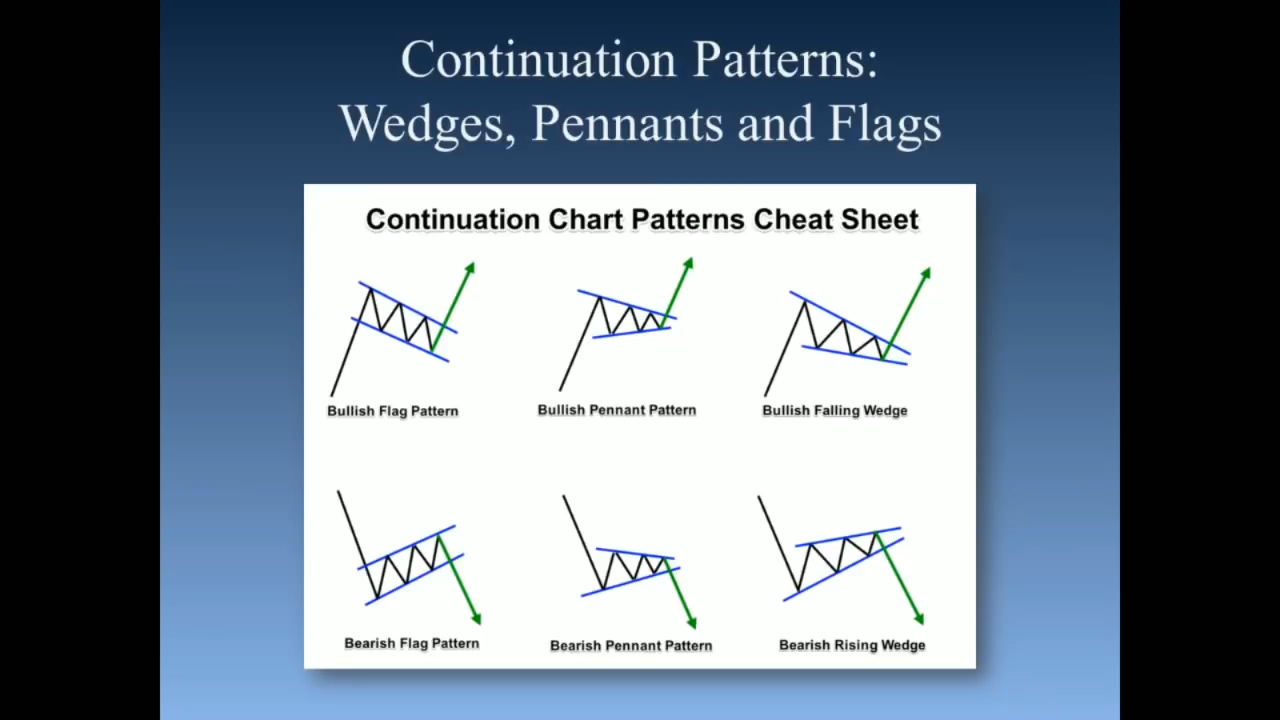 Continuation Patterns:
Wedges, Pennants and Flags
Continuation Chart Patterns Cheat Sheet
Bullish Flag Pattern
Bullish Pennant Pattern
Bullish Falling Wedge
Bearish Flag Pattern
Bearish Pennant Pattern
Bearish Rising Wedge